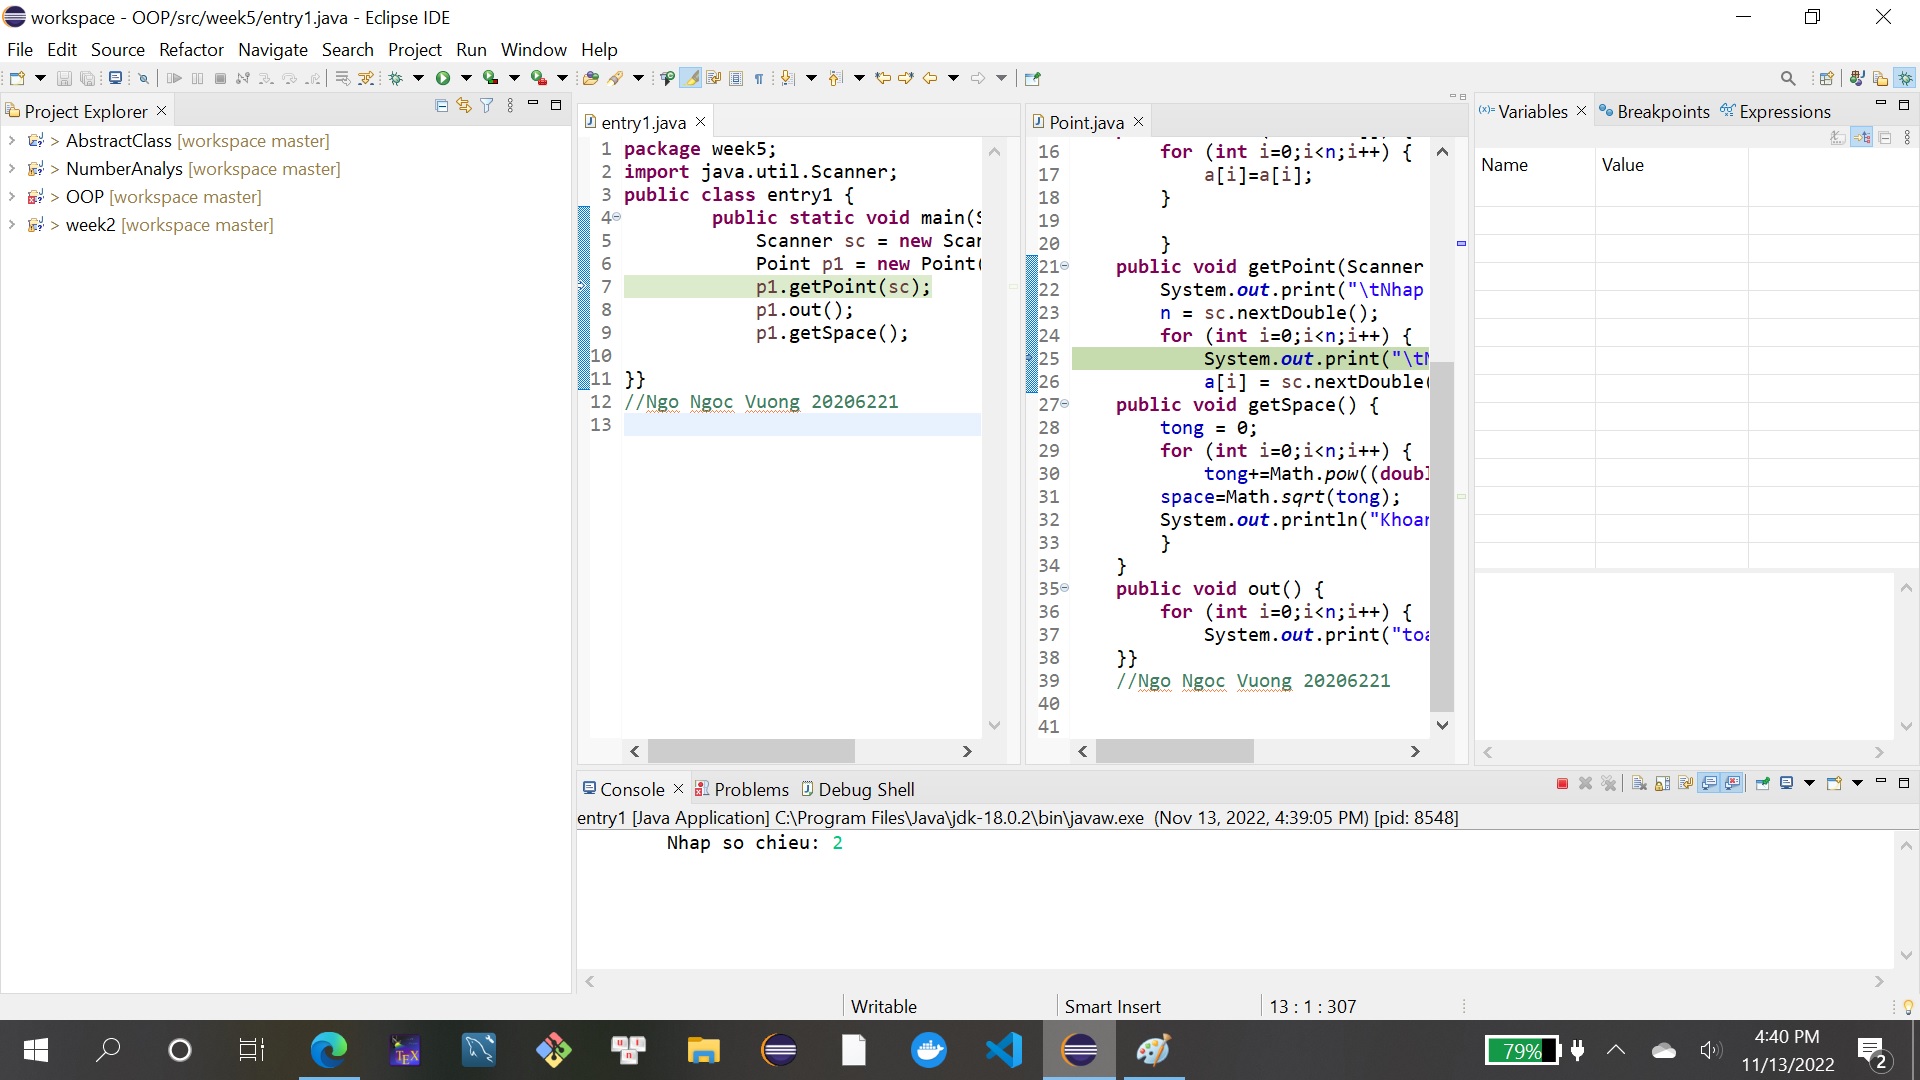 workspace - OOP/src/week5/entry1.java - Eclipse IDE
File Edit Source Refactor Navigate Search Project Run Window Help
Project Explorer
> AbstractClass [workspace master]
> NumberAnalys [workspace master]
> OOP [workspace master]
> week2 [workspace master]
entry1.java
1 package week5;
2 import java.util.Scanner;
3 public class entry1 {
4 public static void main(S
5 Scanner sc = new Scan
6 Point p1 = new Point(
7 p1.getPoint(sc);
8 p1.out();
9 p1.getSpace();
10
11 }}
12 //Ngo Ngoc Vuong 20206221
13
Point.java
16 for (int i=0;i<n;i++) {
17 a[i]=a[i];
18 }
19
20 }
21 public void getPoint(Scanner
22 System.out.print("\tNhap
23 n = sc.nextDouble();
24 for (int i=0;i<n;i++) {
25 System.out.print("\tN
26 a[i] = sc.nextDouble(
27 public void getSpace() {
28 tong = 0;
29 for (int i=0;i<n;i++) {
30 tong+=Math.pow((doubl
31 space=Math.sqrt(tong);
32 System.out.println("Khoan
33 }
34 }
35 public void out() {
36 for (int i=0;i<n;i++) {
37 System.out.print("toa
38 }}
39 //Ngo Ngoc Vuong 20206221
40
41
(x)= Variables Breakpoints Expressions
Name Value
Console Problems Debug Shell
entry1 [Java Application] C:\Program Files\Java\jdk-18.0.2\bin\javaw.exe (Nov 13, 2022, 4:39:05 PM) [pid: 8548]
Nhap so chieu: 2
Writable Smart Insert 13 : 1 : 307
TEX
79%
4:40 PM
11/13/2022
2